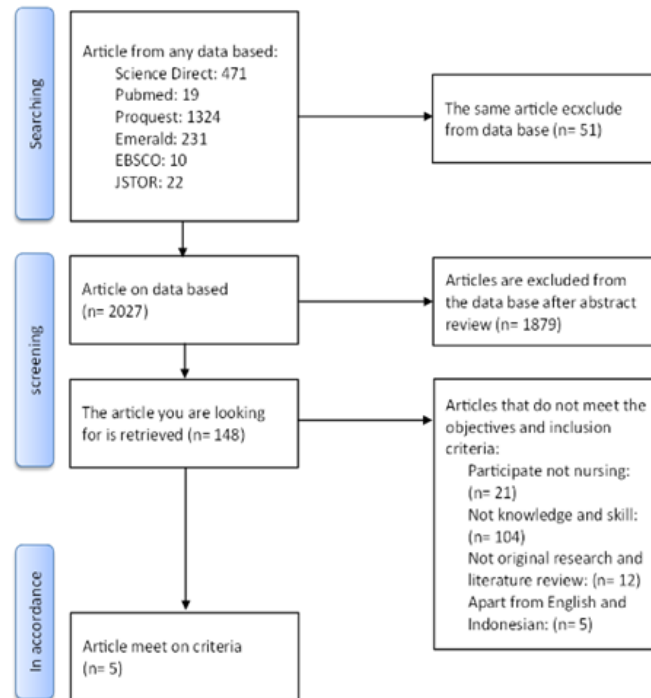 Searching
Article from any data based:
Science Direct: 471
Pubmed: 19
Proquest: 1324
Emerald: 231
EBSCO: 10
JSTOR: 22
The same article ecxclude
from data base (n= 51)
screening
Article on data based
(n= 2027)
Articles are excluded from
the data base after abstract
review (n= 1879)
The article you are looking
for is retrieved (n= 148)
Articles that do not meet the
objectives and inclusion
criteria:
Participate not nursing:
(n= 21)
Not knowledge and skill:
(n= 104)
Not original research and
literature review: (n= 12)
Apart from English and
Indonesian: (n= 5)
In accordance
Article meet on criteria
(n= 5)